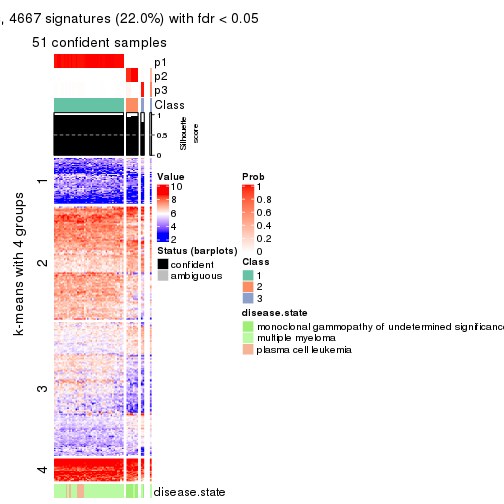 , 4667 signatures (22.0%) with fdr < 0.05
51 confident samples
p1
p2
p3
Class
1
0.5
0
Silhouette
score
k-means with 4 groups
1
2
3
4
disease.state
Value
10
8
6
4
2
Status (barplots)
confident
ambiguous
Prob
1
0.8
0.6
0.4
0.2
0
Class
1
2
3
disease.state
monoclonal gammopathy of undetermined significance
multiple myeloma
plasma cell leukemia